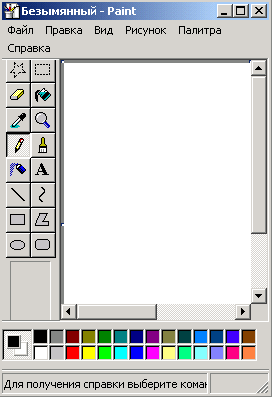 Безымянный - Paint
Файл Правка Вид Рисунок Палитра
Справка
A
Для получения справки выберите кома